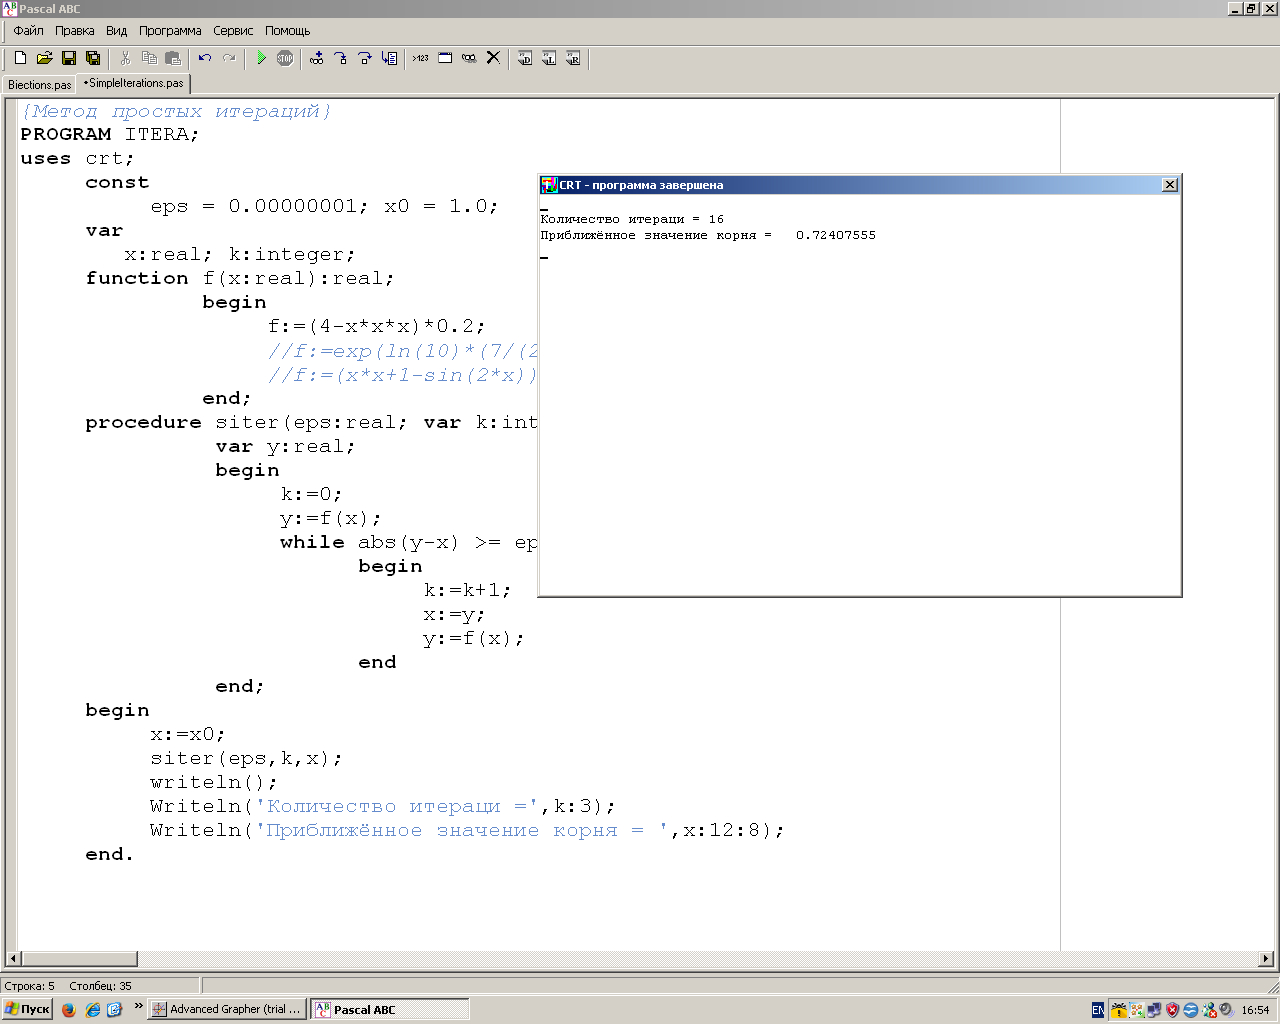 Pascal ABC
Файл Правка Вид Программа Сервис Помощь
STOP
123
D L R
Biections.pas •SimpleIterations.pas
{Метод простых итераций}
PROGRAM ITERA;
uses crt;
const
eps = 0.00000001; x0 = 1.0;
var
x:real; k:integer;
function f(x:real):real;
begin
f:=(4-x*x*x)*0.2;
//f:=exp(ln(10)*(7/(2
//f:=(x*x+1-sin(2*x))
end;
procedure siter(eps:real; var k:int
var y:real;
begin
k:=0;
y:=f(x);
while abs(y-x) >= ep
begin
k:=k+1;
x:=y;
y:=f(x);
end
end;
begin
x:=x0;
siter(eps,k,x);
writeln();
Writeln('Количество итераци =',k:3);
Writeln('Приближённое значение корня = ',x:12:8);
end.
CRT - программа завершена
Количество итераци = 16
Приближённое значение корня = 0.72407555
Строка: 5 Столбец: 35
Пуск
Advanced Grapher (trial ...
Pascal ABC
EN
16:54